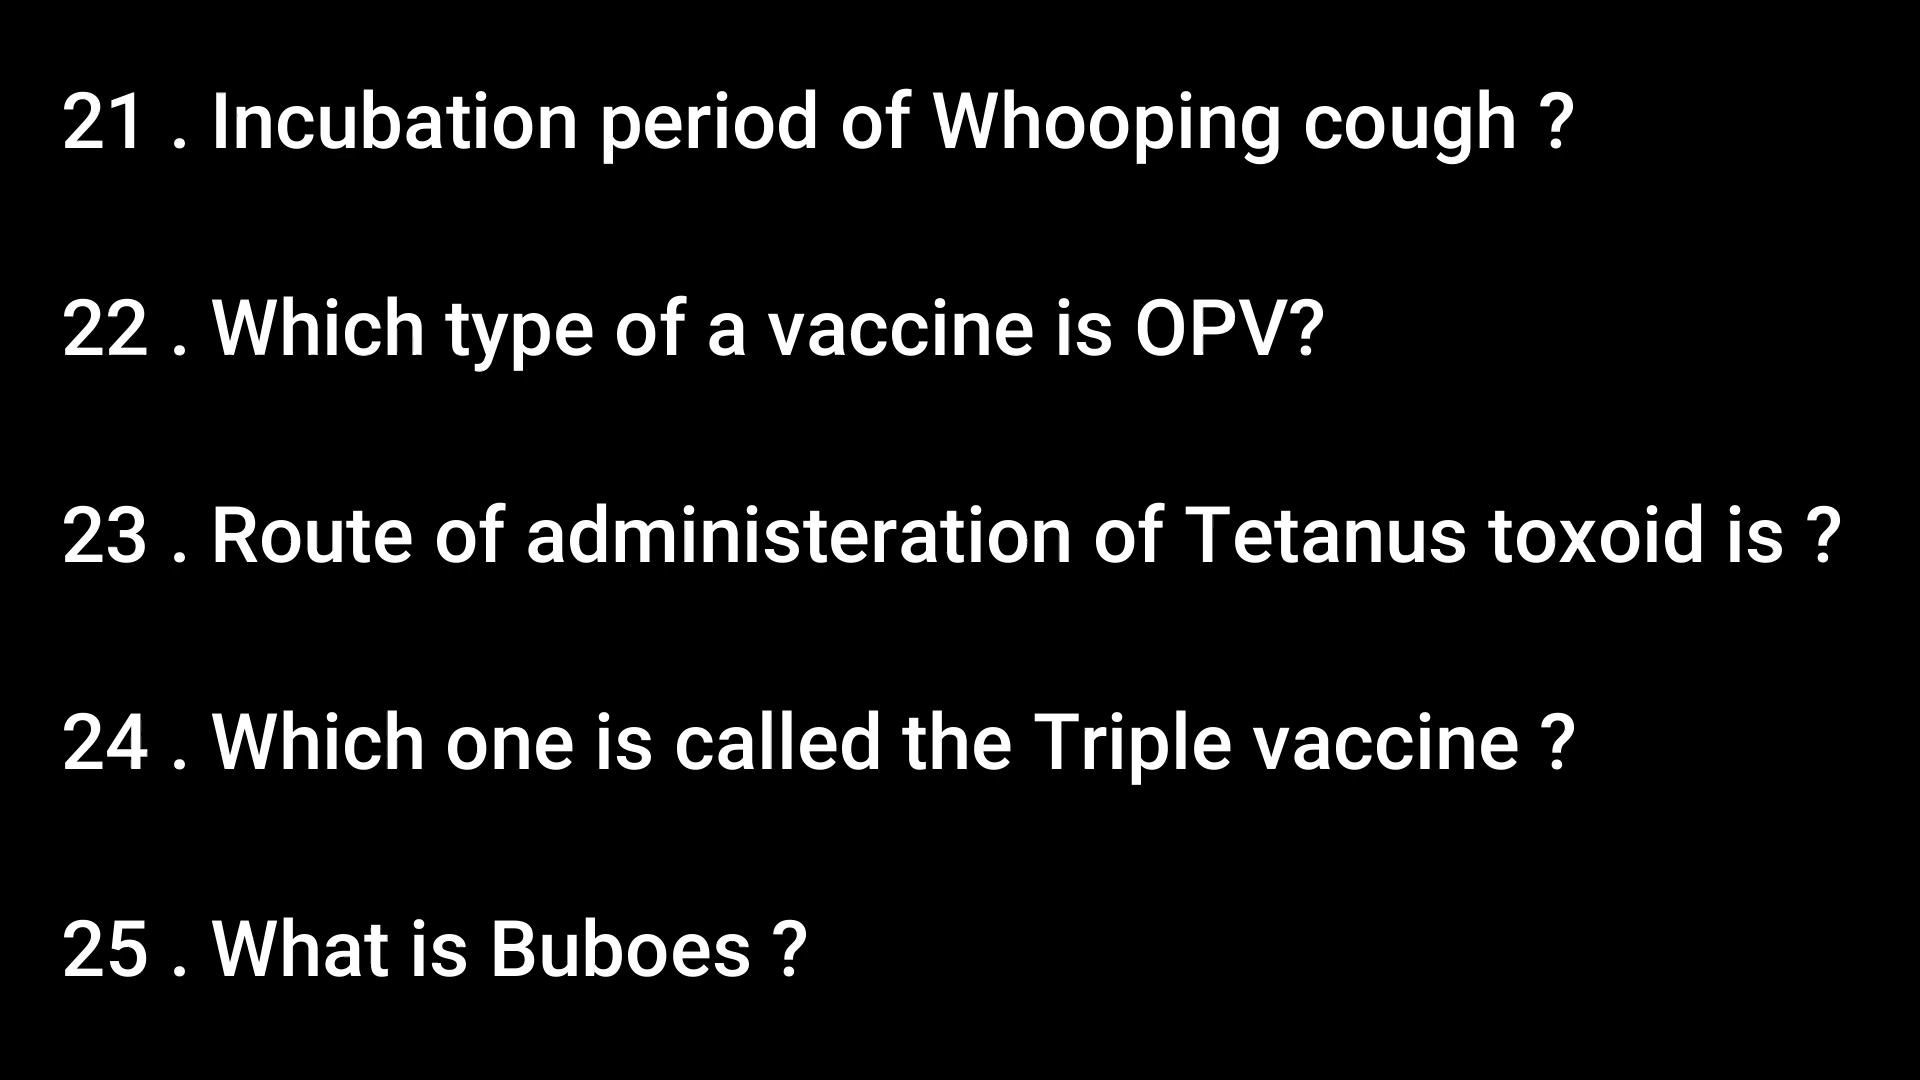 21 . Incubation period of Whooping cough ?
22 . Which type of a vaccine is OPV?
23 . Route of administeration of Tetanus toxoid is ?
24 . Which one is called the Triple vaccine ?
25 . What is Buboes ?